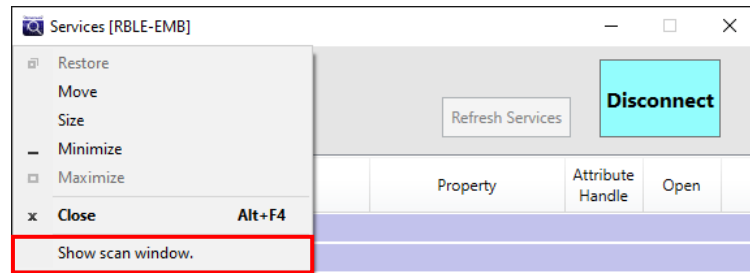 Services [RBLE-EMB]
Restore
Move
Size
Minimize
Maximize
Close Alt+F4
Show scan window.
Refresh Services
Disconnect
Property
Attribute
Handle
Open